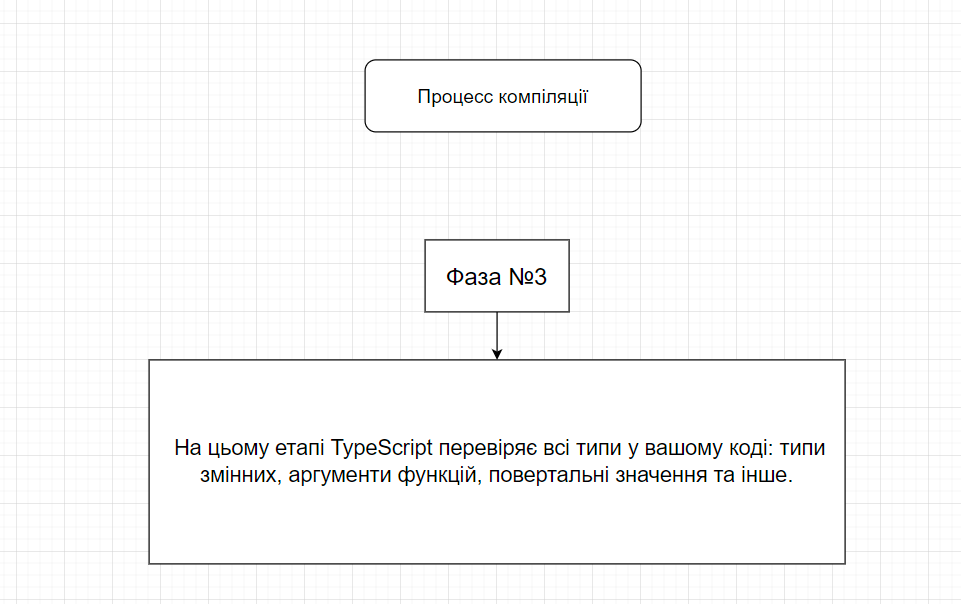 Процесс компіляції
Фаза №3
На цьому етапі TypeScript перевіряє всі типи у вашому коді: типи
змінних, аргументи функцій, повертальні значення та інше.